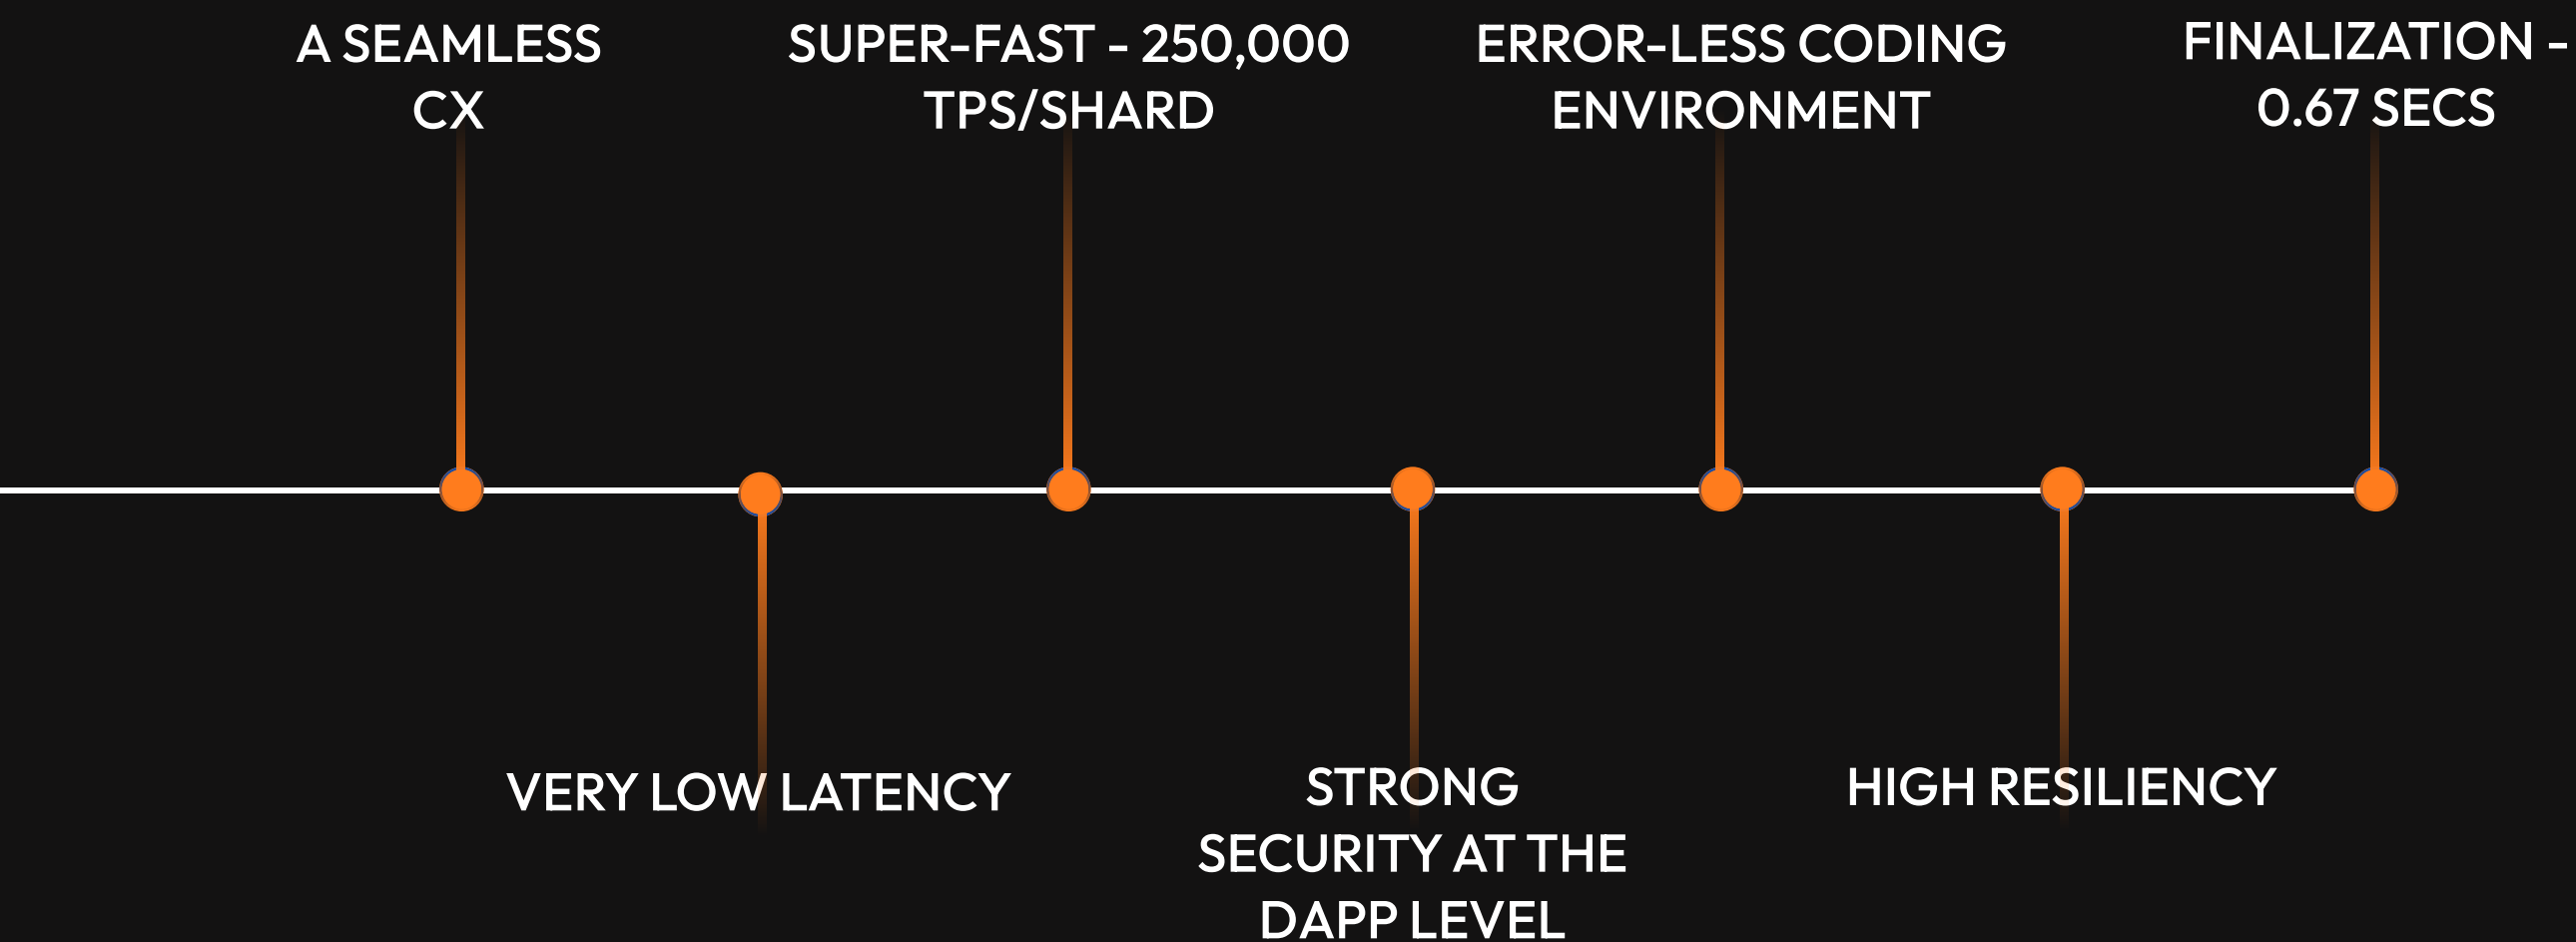 A SEAMLESS
CX
SUPER-FAST - 250,000
TPS/SHARD
ERROR-LESS CODING
ENVIRONMENT
FINALIZATION -
0.67 SECS
VERY LOW LATENCY
STRONG
SECURITY AT THE
DAPP LEVEL
HIGH RESILIENCY